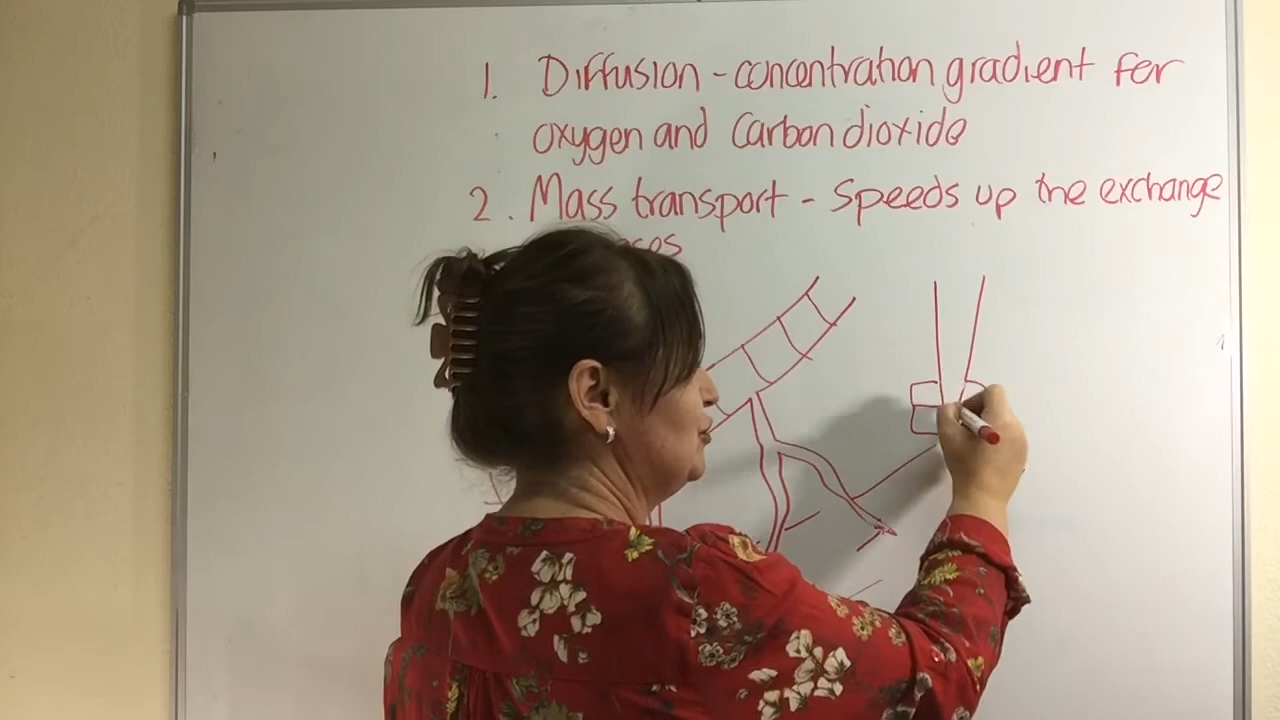 1. Diffusion - concentration gradient for
oxygen and Carbon dioxide
2. Mass transport - Speeds up the exchange